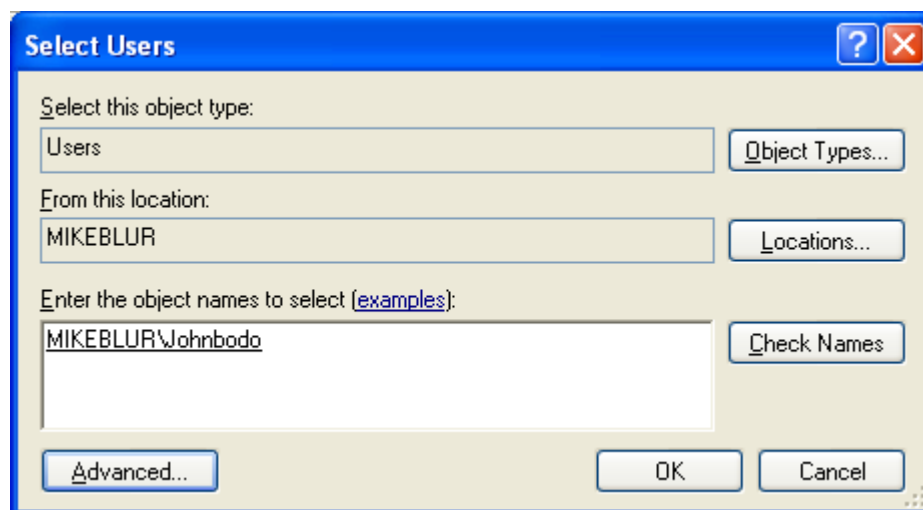 Select Users
Select this object type:
Users
Object Types...
From this location:
MIKEBLUR
Locations...
Enter the object names to select (examples):
MIKEBLUR\Johnbodo
Check Names
Advanced...
OK
Cancel